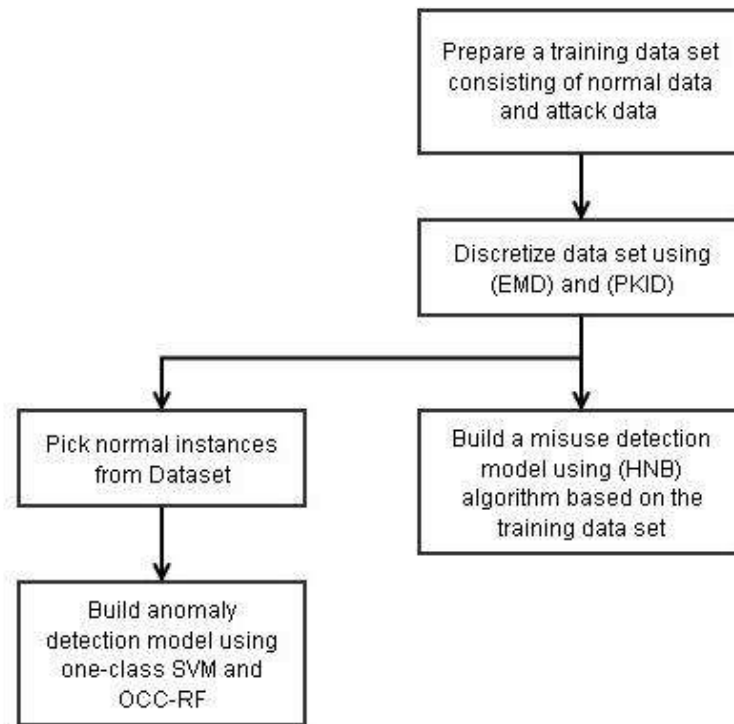 Prepare a training data set
consisting of normal data
and attack data
Discretize data set using
(EMD) and (PKID)
Pick normal instances
from Dataset
Build a misuse detection
model using (HNB)
algorithm based on the
training data set
Build anomaly
detection model using
one-class SVM and
OCC-RF